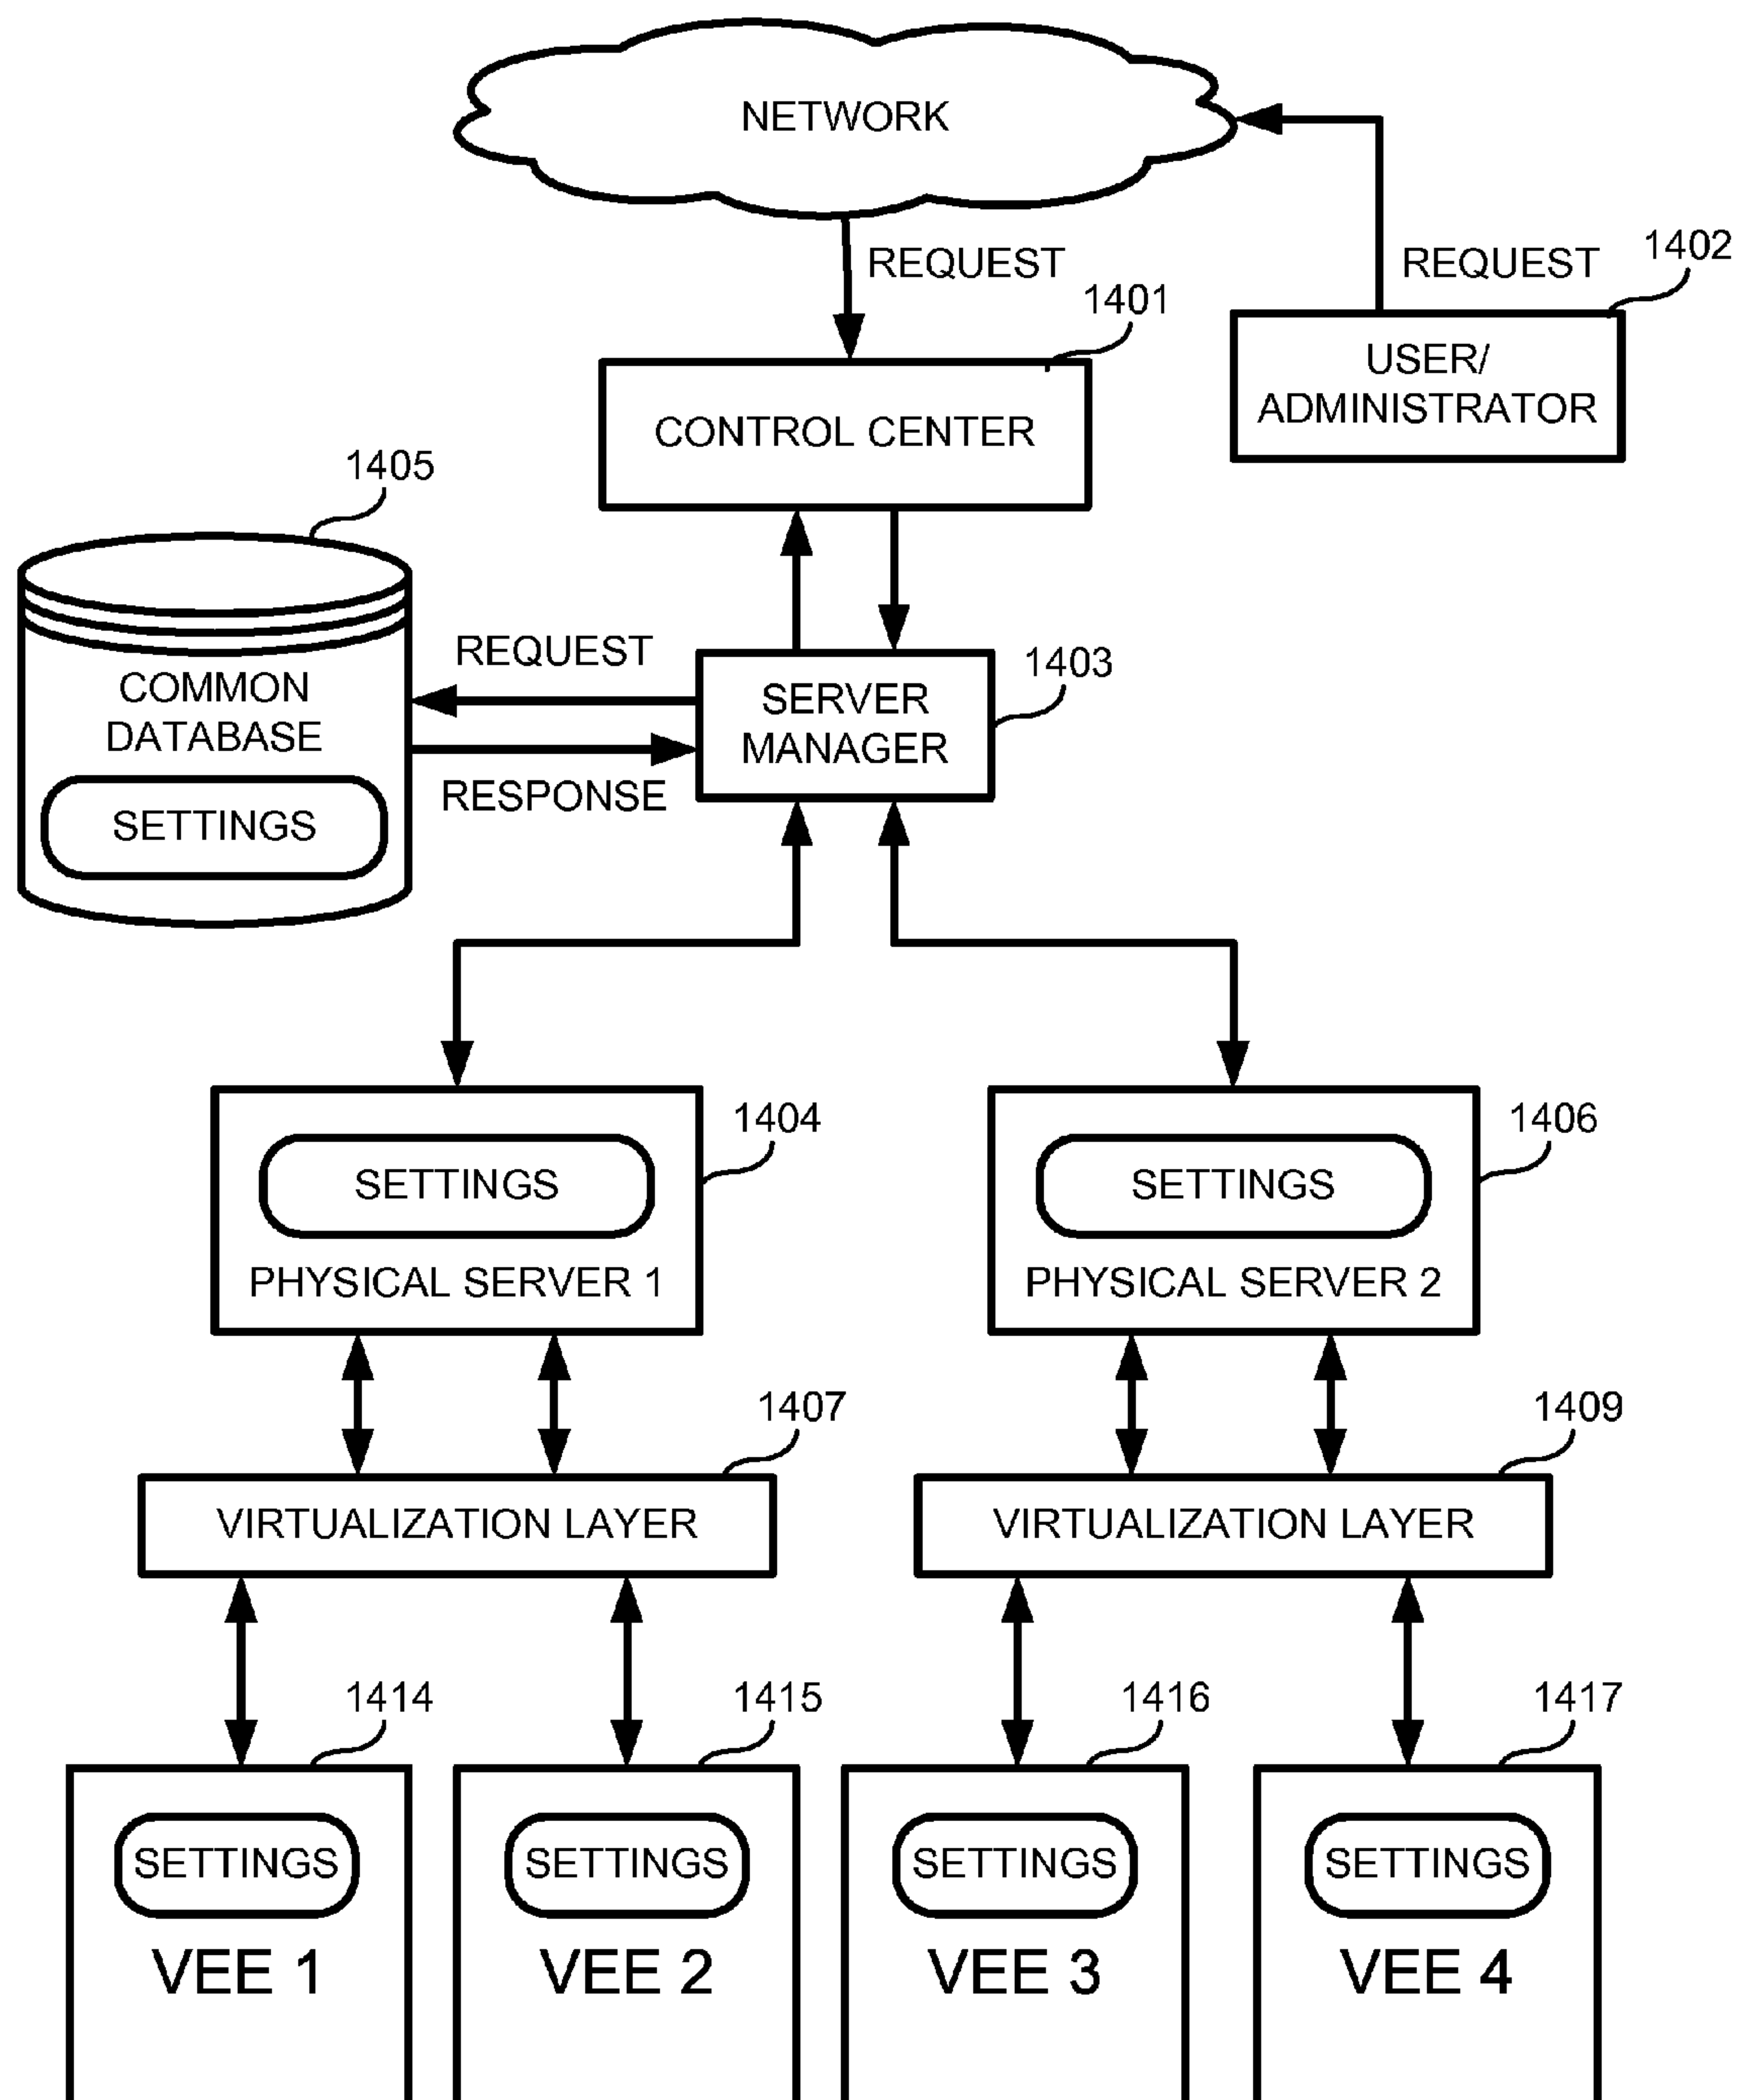 NETWORK
REQUEST
REQUEST
1402
1401
USER/
ADMINISTRATOR
CONTROL CENTER
1405
REQUEST
1403
COMMON
DATABASE
SERVER
MANAGER
RESPONSE
SETTINGS
1404
1406
SETTINGS
SETTINGS
PHYSICAL SERVER 1
PHYSICAL SERVER 2
1407
1409
VIRTUALIZATION LAYER
VIRTUALIZATION LAYER
1414
1415
1416
1417
SETTINGS
SETTINGS
SETTINGS
SETTINGS
VEE 1
VEE 2
VEE 3
VEE 4